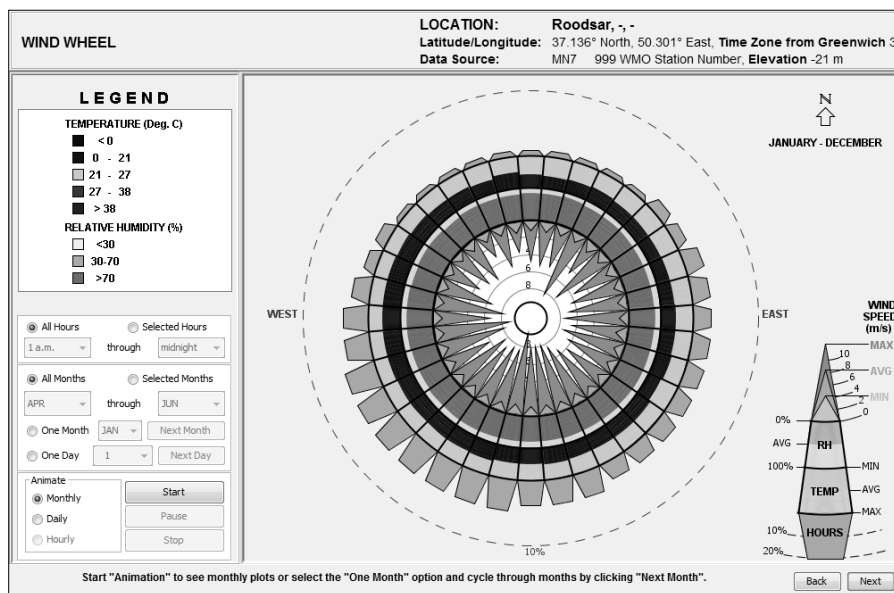 WIND WHEEL
LOCATION: Roodsar, -, -
Latitude/Longitude: 37.136° North, 50.301° East, Time Zone from Greenwich 3
Data Source: MN7 999 WMO Station Number, Elevation -21 m
LEGEND
TEMPERATURE (Deg. C)
< 0
0 - 21
21 - 27
27 - 38
> 38
RELATIVE HUMIDITY (%)
<30
30-70
>70
All Hours Selected Hours
1 a.m. through midnight
All Months Selected Months
APR through JUN
One Month JAN Next Month
One Day 1 Next Day
Animate
Monthly Start
Daily Pause
Hourly Stop
N
JANUARY - DECEMBER
WEST
EAST
6
8
10%
WIND
SPEED
(m/s)
MAX
10
8
AVG
6
4
MIN
2
0
0%
AVG RH
100% MIN
TEMP AVG
MAX
10% HOURS
20%
Start "Animation" to see monthly plots or select the "One Month" option and cycle through months by clicking "Next Month".
Back Next